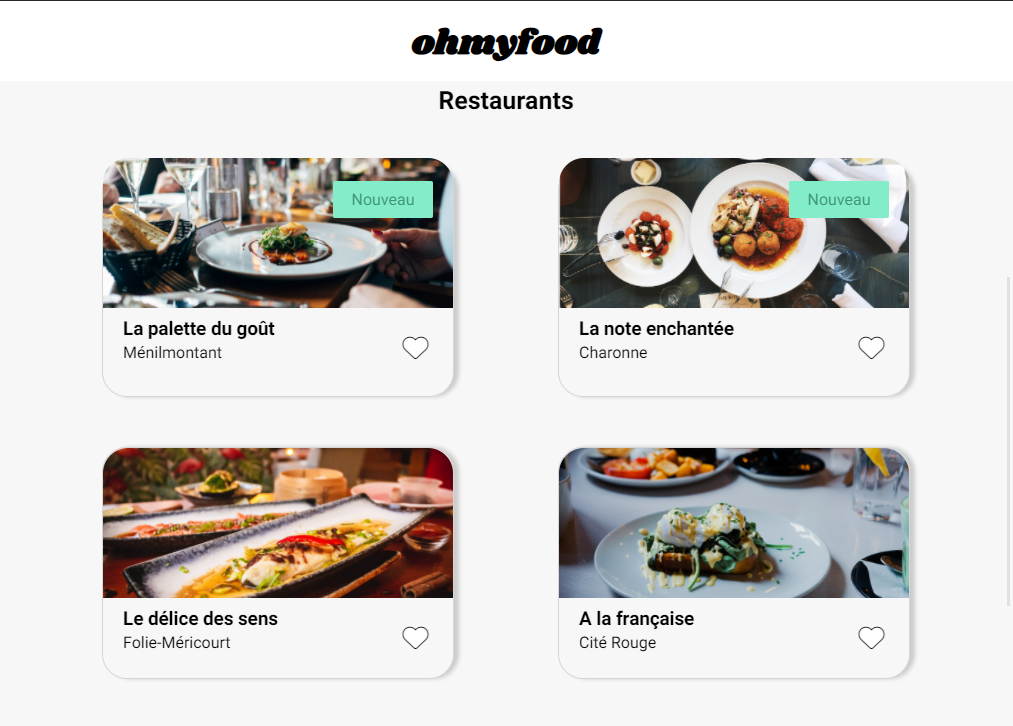 ohmyfood
Restaurants
Nouveau
Nouveau
La palette du goût
Ménilmontant
La note enchantée
Charonne
Le délice des sens
Folie-Méricourt
A la française
Cité Rouge